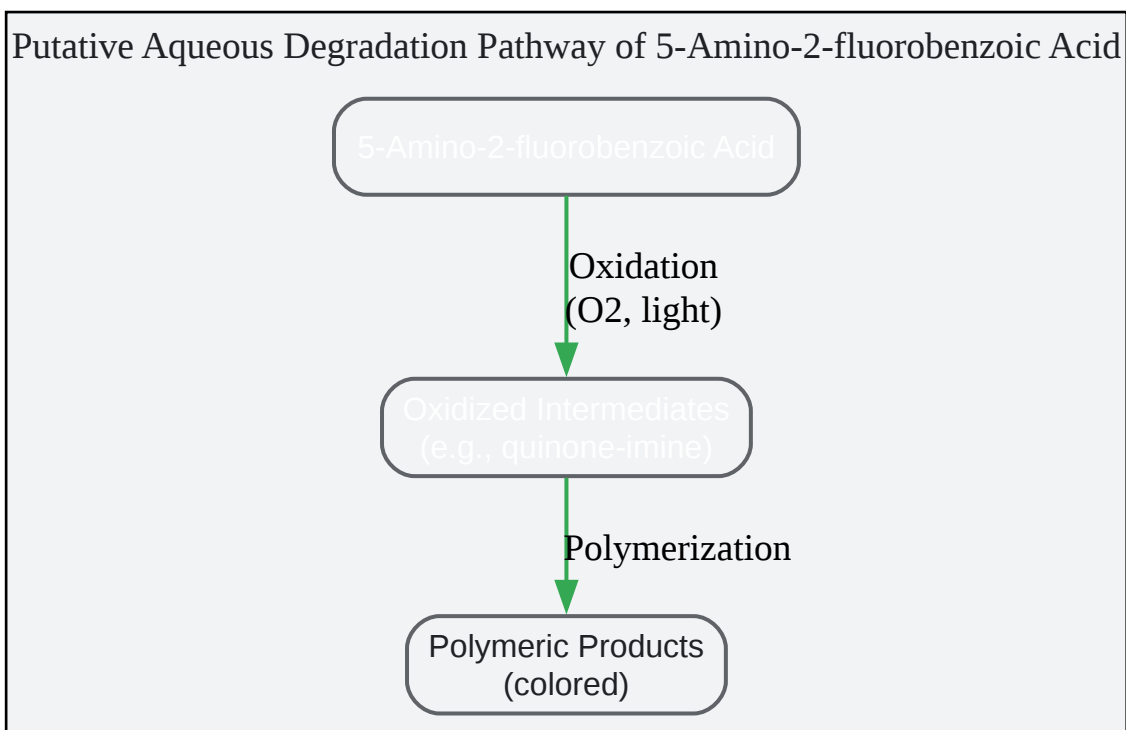 Putative Aqueous Degradation Pathway of 5-Amino-2-fluorobenzoic Acid
5-Amino-2-fluorobenzoic Acid
Oxidation
(O2, light)
Oxidized Intermediates
(e.g., quinone-imine)
Polymerization
Polymeric Products
(colored)